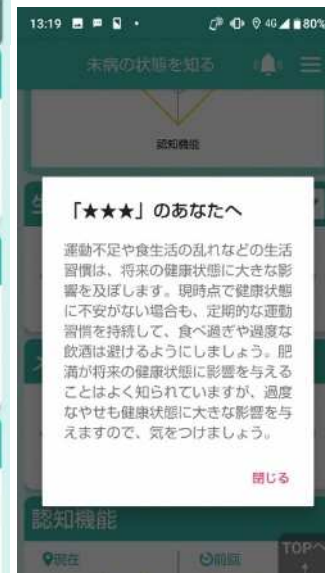 13:19
4G 80%
未病の状態を知る
認知機能
「★★★」のあなたへ
運動不足や食生活の乱れなどの生活
習慣は、将来の健康状態に大きな影
響を及ぼします。現時点で健康状態
に不安がない場合も、定期的な運動
習慣を持続して、食べ過ぎや過度な
飲酒は避けるようにしましょう。肥
満が将来の健康状態に影響を与える
ことはよく知られていますが、過度
なやせも健康状態に大きな影響を与
えますので、気をつけましょう。
閉じる
認知機能
現在
前回
TOPへ